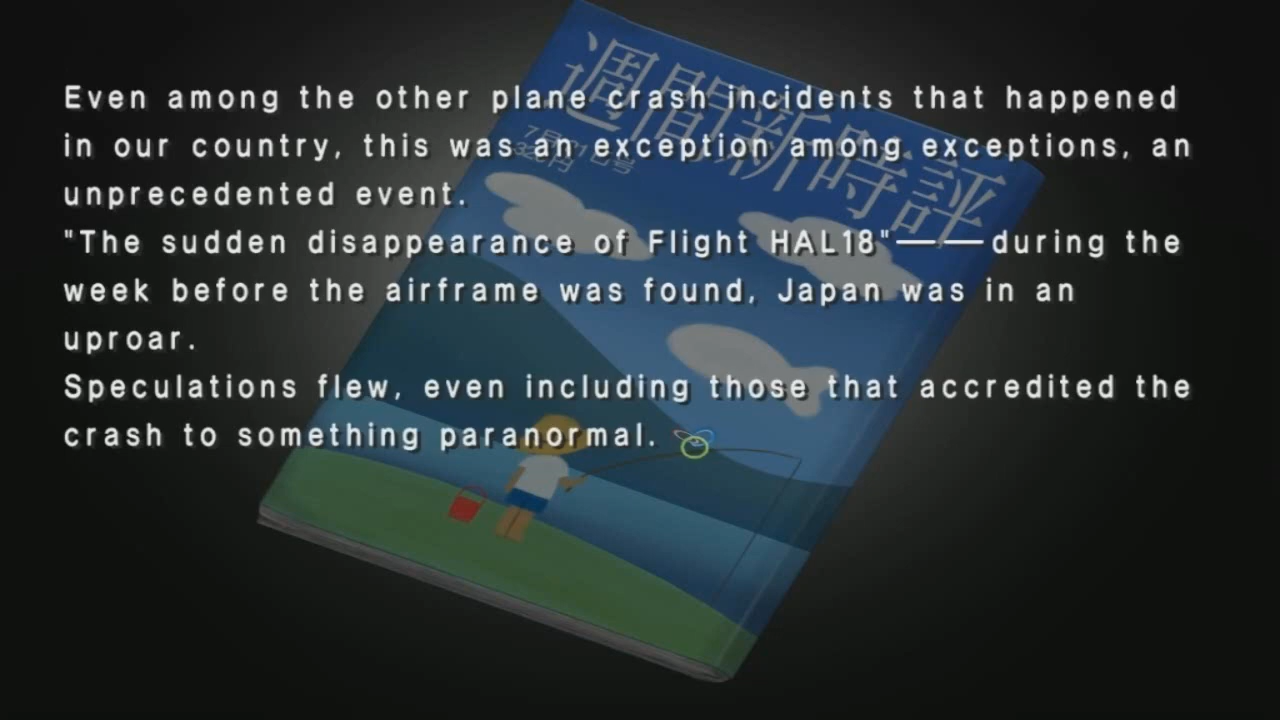 Even among the other plane crash incidents that happened
in our country, this was an exception among exceptions, an
unprecedented event.
"The sudden disappearance of Flight HAL18"——during the
week before the airframe was found, Japan was in an
uproar.
Speculations flew, even including those that accredited the
crash to something paranormal.
週間新時評